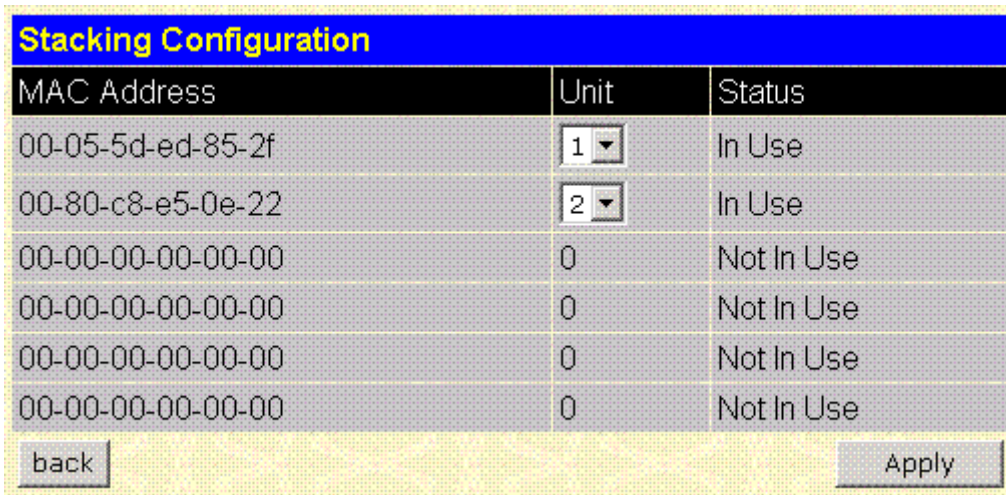 Stacking Configuration
MAC Address Unit Status
00-05-5d-ed-85-2f 1 In Use
00-80-c8-e5-0e-22 2 In Use
00-00-00-00-00-00 0 Not In Use
00-00-00-00-00-00 0 Not In Use
00-00-00-00-00-00 0 Not In Use
00-00-00-00-00-00 0 Not In Use
back Apply